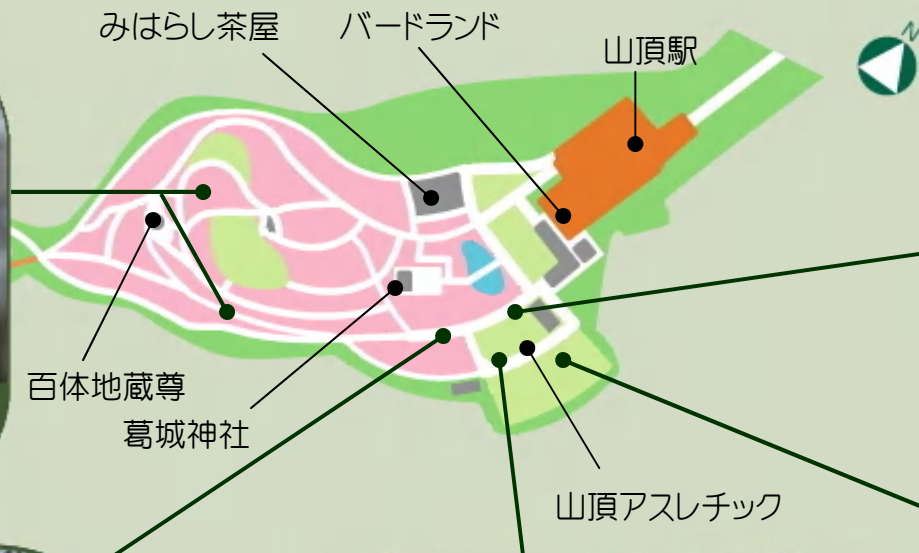 みはらし茶屋
バードランド
山頂駅
N
百体地蔵尊
葛城神社
山頂アスレチック